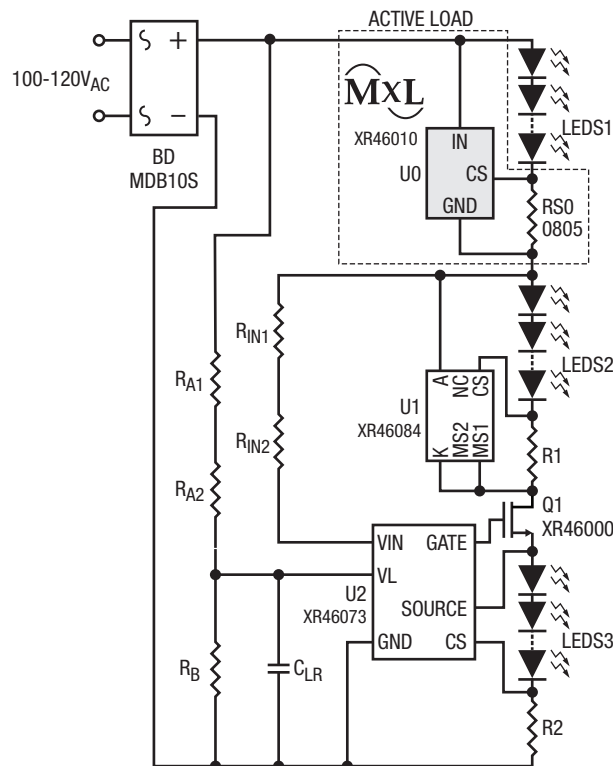 ACTIVE LOAD
100-120VAC
BD
MDB10S
MxL
XR46010
U0
IN
CS
GND
LEDS1
RS0
0805
RIN1
RIN2
RA1
RA2
U1
XR46084
A
NC
CS
K
MS2
MS1
LEDS2
R1
Q1
XR46000
VIN
GATE
VL
U2
XR46073
SOURCE
GND
CS
LEDS3
RB
CLR
R2